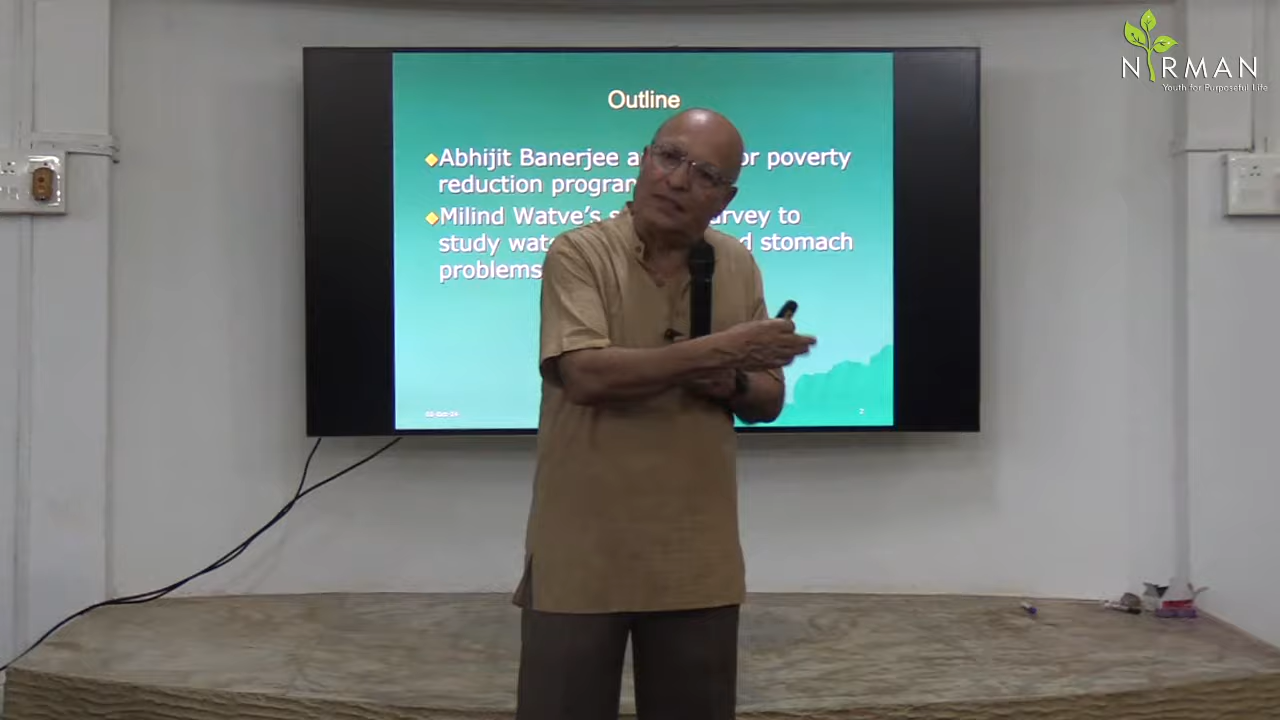 NIRMAN
Youth for Purposeful Life
Outline
Abhijit Banerjee a or poverty
reduction program
Milind Watve's s urvey to
study wat d stomach
problems
2